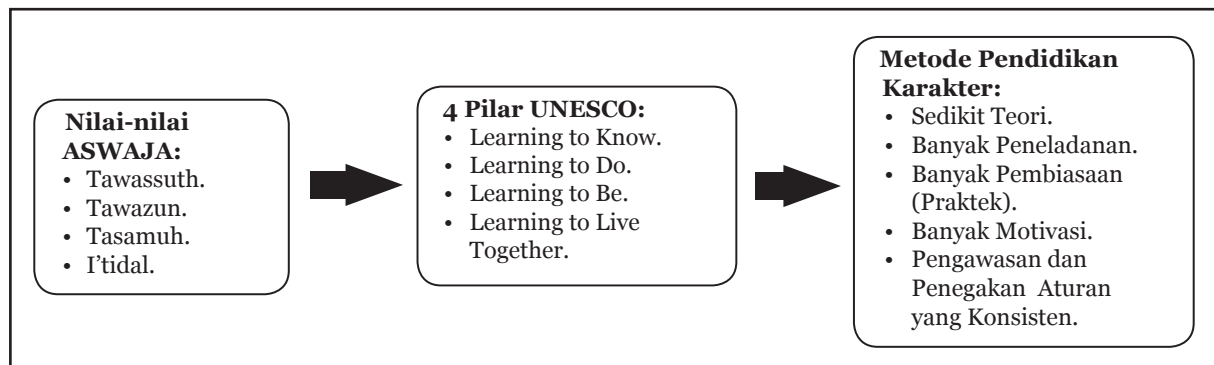 Nilai-nilai
ASWAJA:
• Tawassuth.
• Tawazun.
• Tasamuh.
• I'tidal.
4 Pilar UNESCO:
• Learning to Know.
• Learning to Do.
• Learning to Be.
• Learning to Live
Together.
Metode Pendidikan
Karakter:
• Sedikit Teori.
• Banyak Peneladanan.
• Banyak Pembiasaan
(Praktek).
• Banyak Motivasi.
• Pengawasan dan
Penegakan Aturan
yang Konsisten.